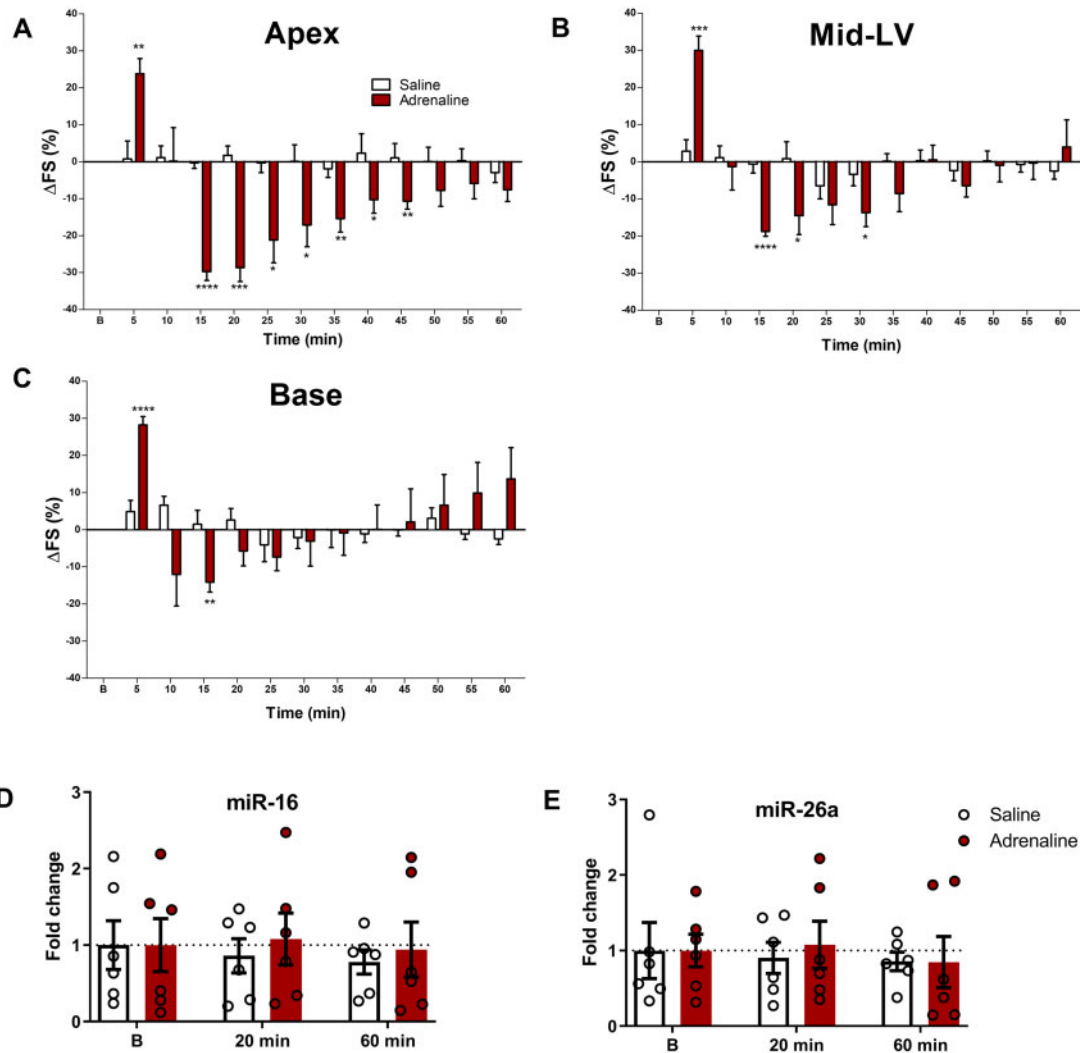 A
Apex
Saline
Adrenaline
ΔFS (%)
40
30
20
10
0
-10
-20
-30
-40
**
****
***
*
*
**
*
**
B 5 10 15 20 25 30 35 40 45 50 55 60
Time (min)
B
Mid-LV
ΔFS (%)
40
30
20
10
0
-10
-20
-30
-40
***
****
*
*
B 5 10 15 20 25 30 35 40 45 50 55 60
Time (min)
C
Base
ΔFS (%)
40
30
20
10
0
-10
-20
-30
-40
****
**
B 5 10 15 20 25 30 35 40 45 50 55 60
Time (min)
D
miR-16
Fold change
3
2
1
0
B 20 min 60 min
E
miR-26a
Saline
Adrenaline
Fold change
3
2
1
0
B 20 min 60 min